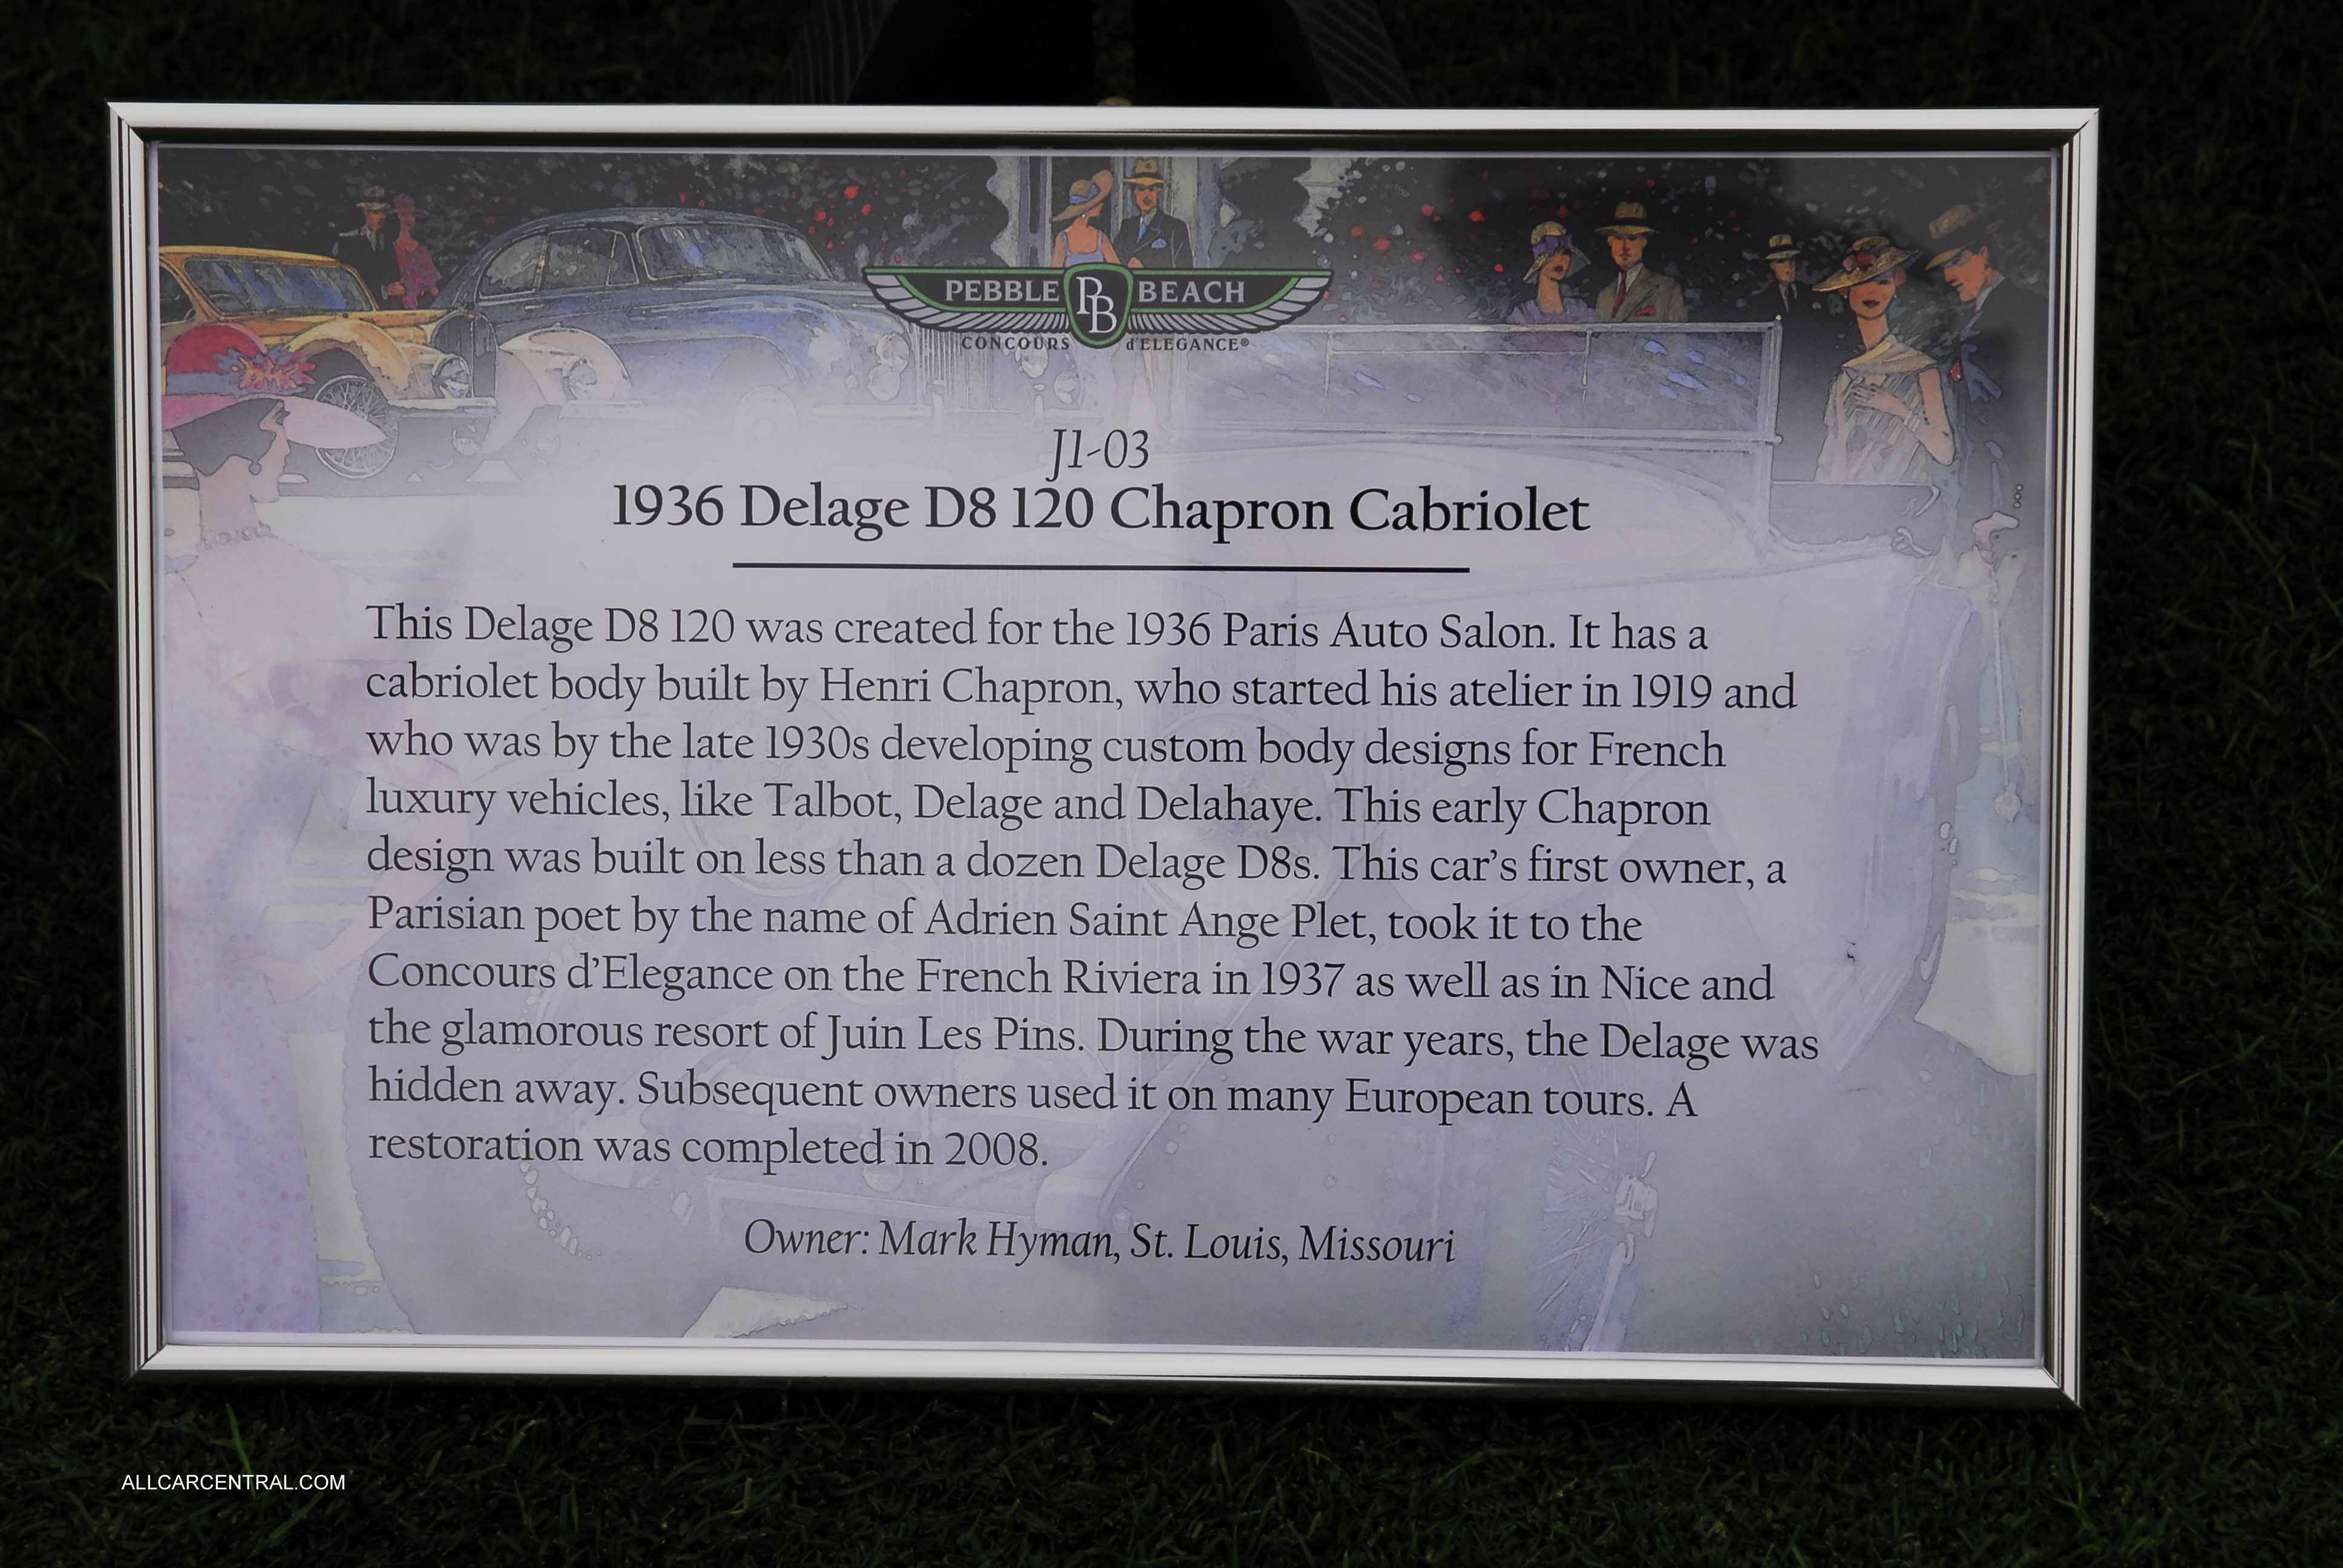 PEBBLE PB BEACH
CONCOURS d'ELEGANCE®
J1-03
1936 Delage D8 120 Chapron Cabriolet
This Delage D8 120 was created for the 1936 Paris Auto Salon. It has a
cabriolet body built by Henri Chapron, who started his atelier in 1919 and
who was by the late 1930s developing custom body designs for French
luxury vehicles, like Talbot, Delage and Delahaye. This early Chapron
design was built on less than a dozen Delage D8s. This car's first owner, a
Parisian poet by the name of Adrien Saint Ange Plet, took it to the
Concours d'Elegance on the French Riviera in 1937 as well as in Nice and
the glamorous resort of Juin Les Pins. During the war years, the Delage was
hidden away. Subsequent owners used it on many European tours. A
restoration was completed in 2008.
Owner: Mark Hyman, St. Louis, Missouri
ALLCARCENTRAL.COM